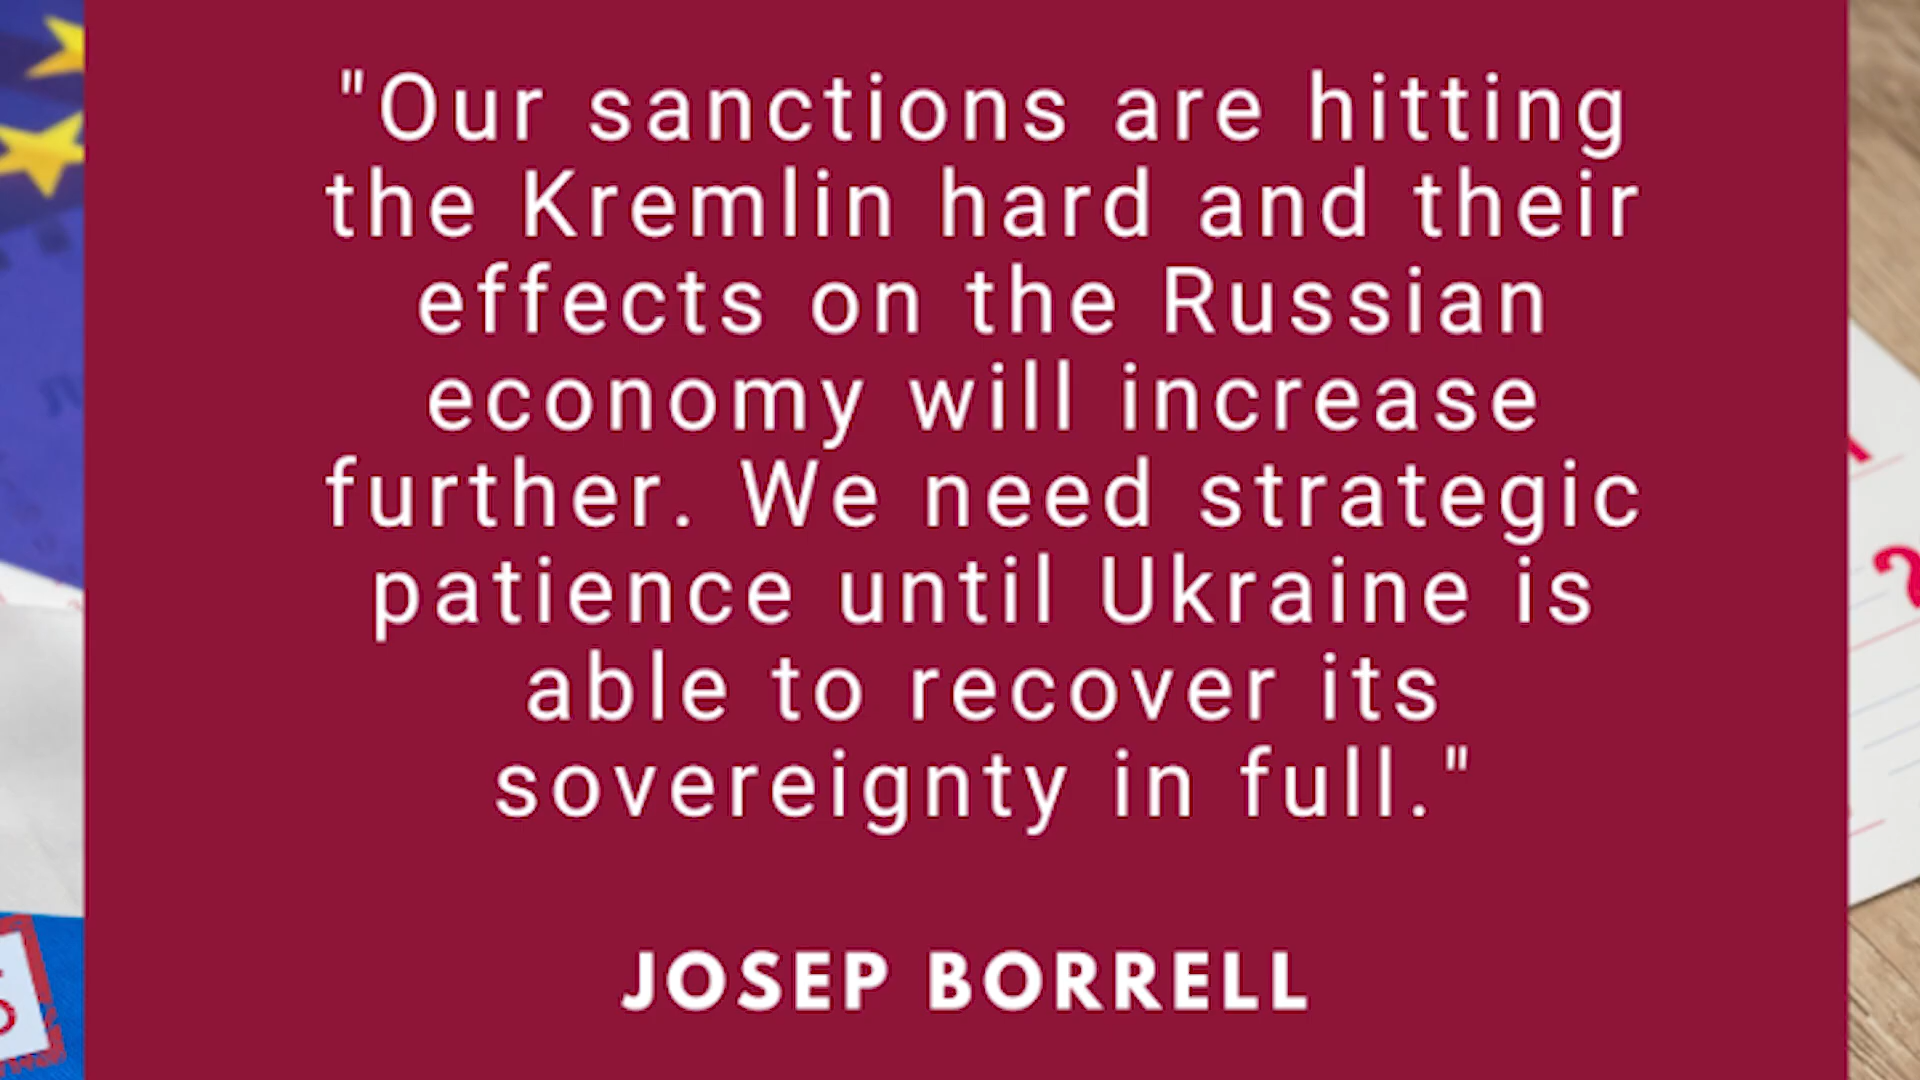 "Our sanctions are hitting
the Kremlin hard and their
effects on the Russian
economy will increase
further. We need strategic
patience until Ukraine is
able to recover its
sovereignty in full."
JOSEP BORRELL